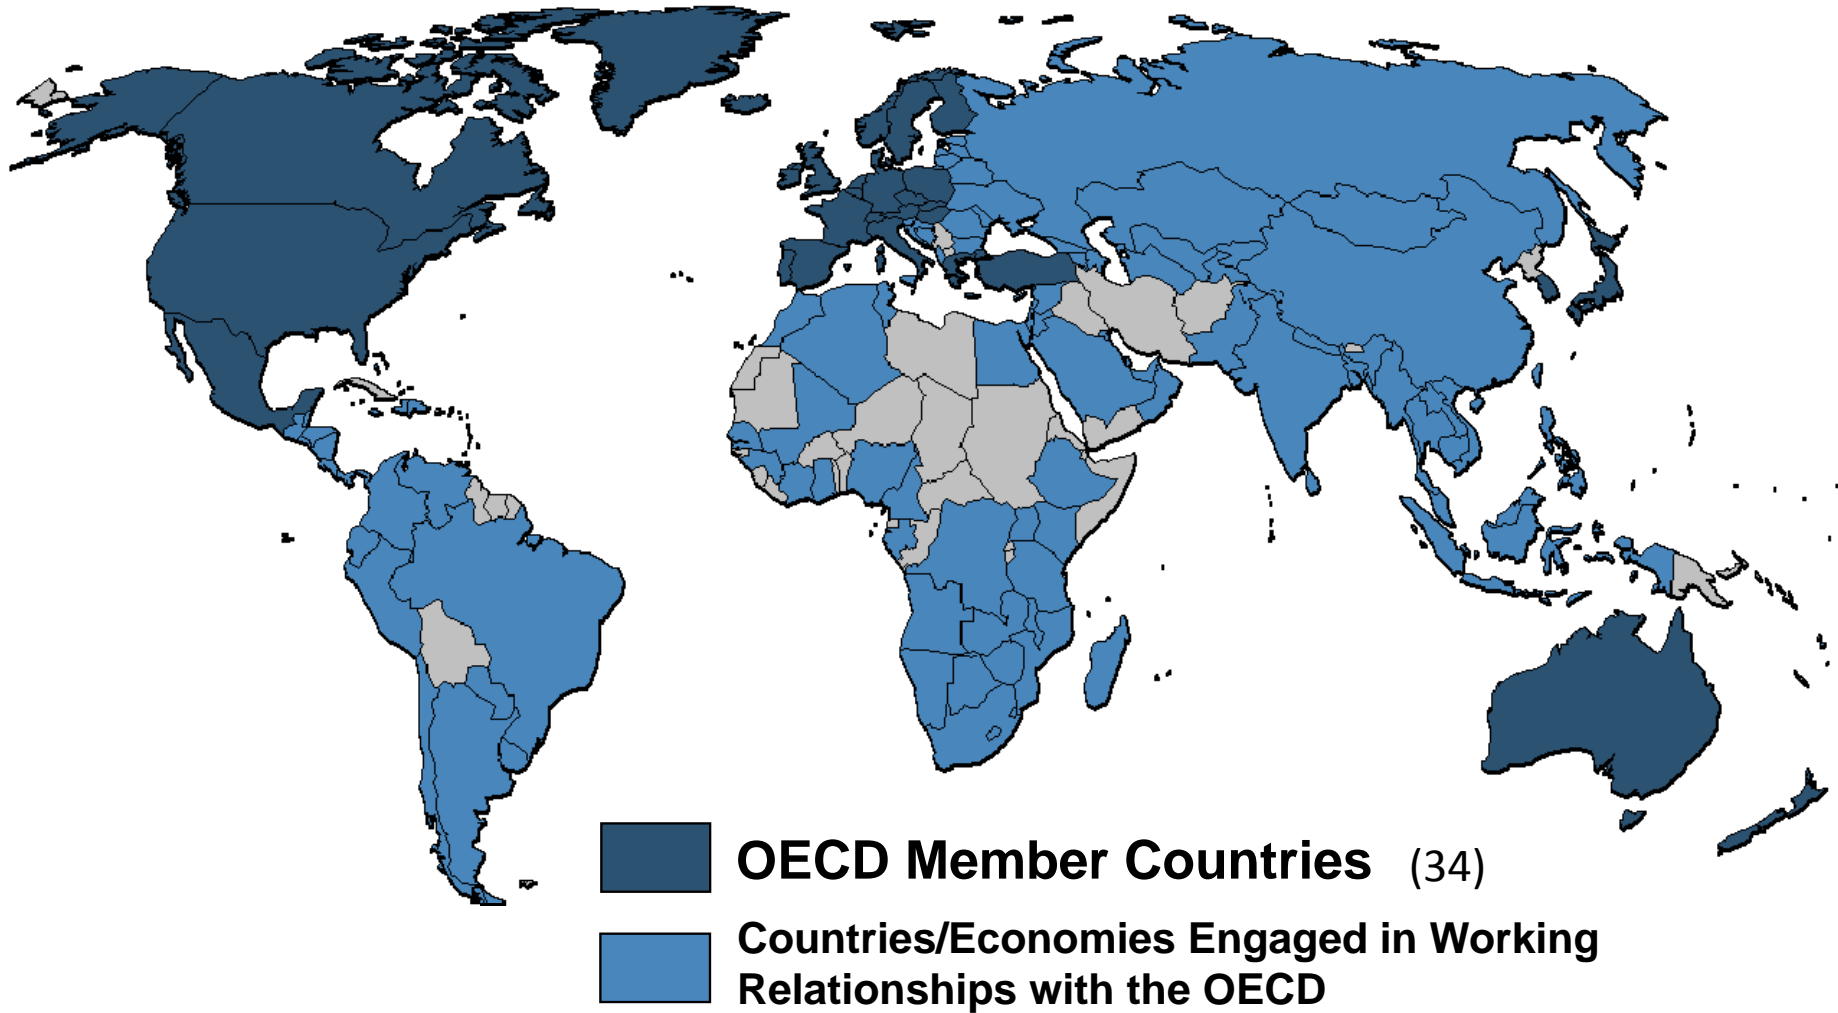 OECD Member Countries (34)
Countries/Economies Engaged in Working
Relationships with the OECD